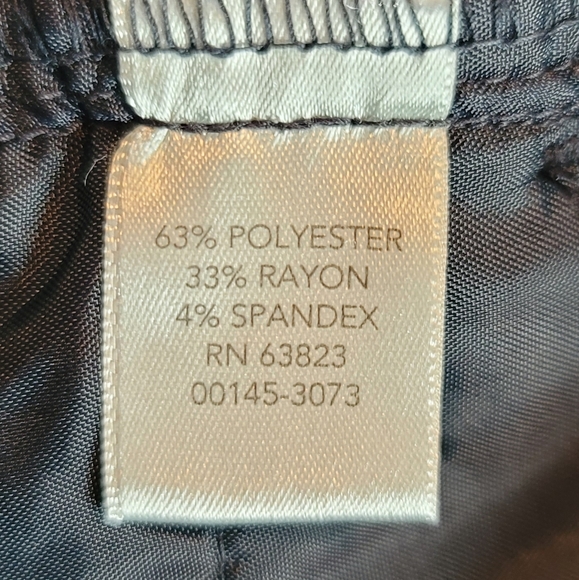 63% POLYESTER
33% RAYON
4% SPANDEX
RN 63823
00145-3073